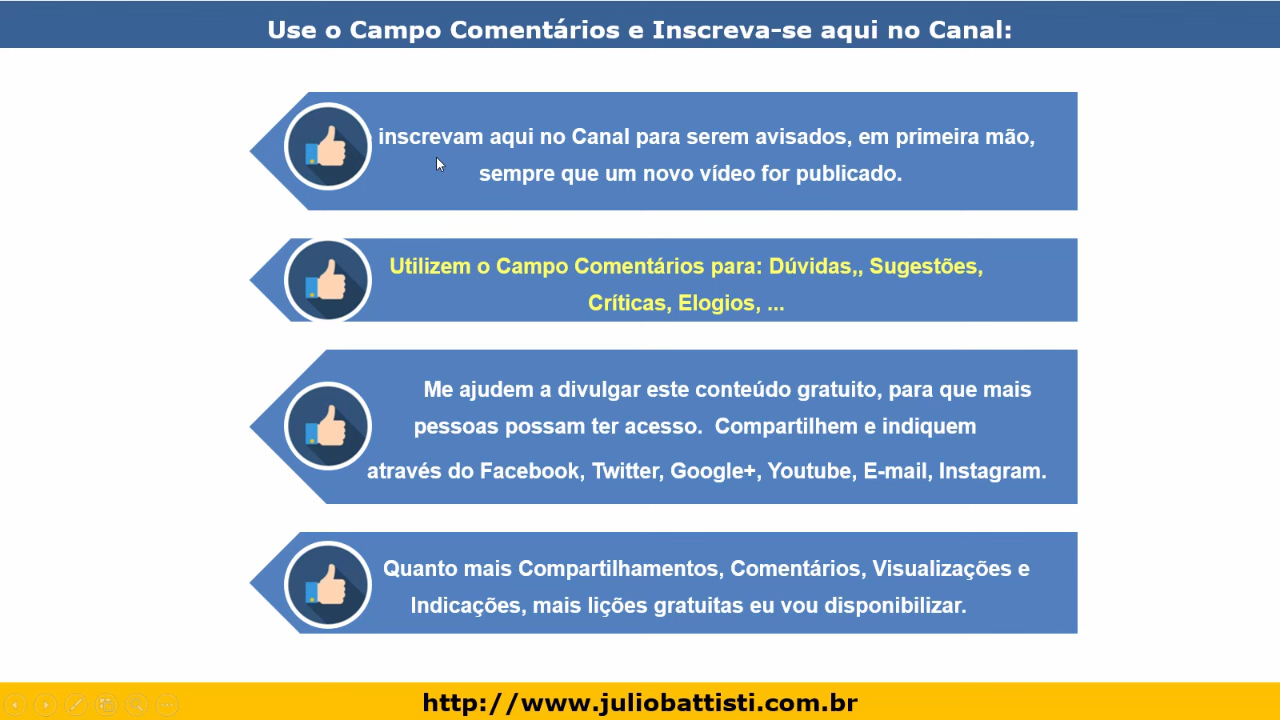 Use o Campo Comentários e Inscreva-se aqui no Canal:
inscrevam aqui no Canal para serem avisados, em primeira mão,
sempre que um novo vídeo for publicado.
Utilizem o Campo Comentários para: Dúvidas,, Sugestões,
Críticas, Elogios, ...
Me ajudem a divulgar este conteúdo gratuito, para que mais
pessoas possam ter acesso.  Compartilhem e indiquem
através do Facebook, Twitter, Google+, Youtube, E-mail, Instagram.
Quanto mais Compartilhamentos, Comentários, Visualizações e
Indicações, mais lições gratuitas eu vou disponibilizar.
http://www.juliobattisti.com.br